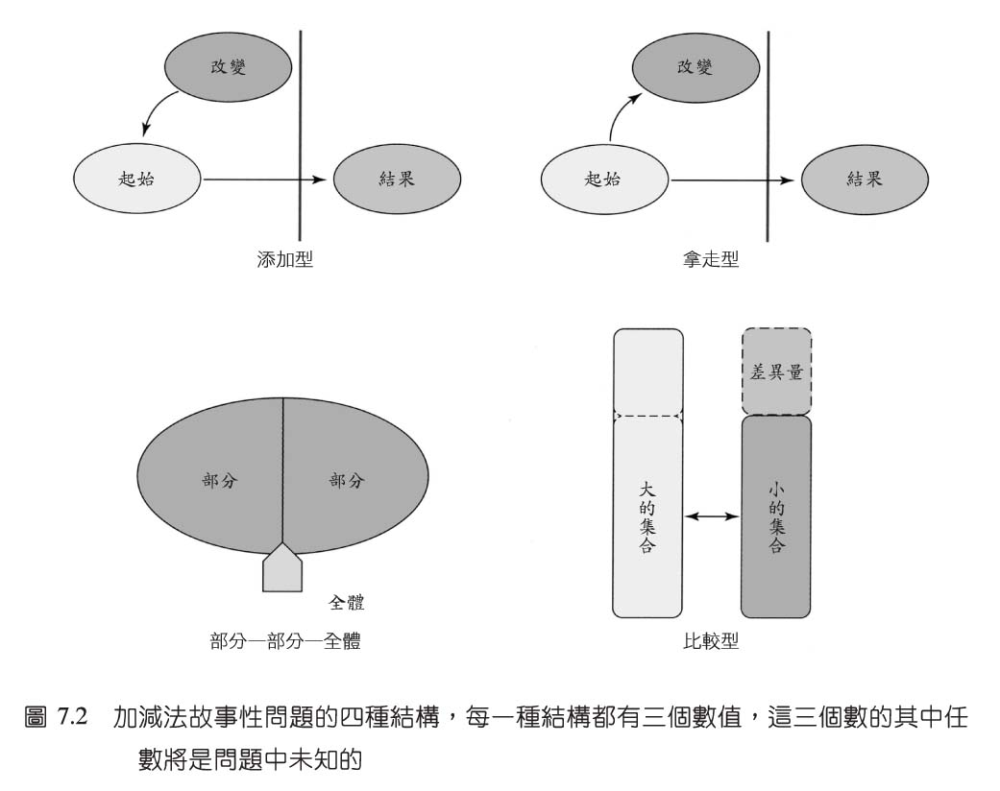 改變
改變
起始
結果
起始
結果
添加型
拿走型
差異量
部分
部分
大的集合
小的集合
全體
部分—部分—全體
比較型
圖 7.2 加減法故事性問題的四種結構，每一種結構都有三個數值，這三個數的其中任
數將是問題中未知的